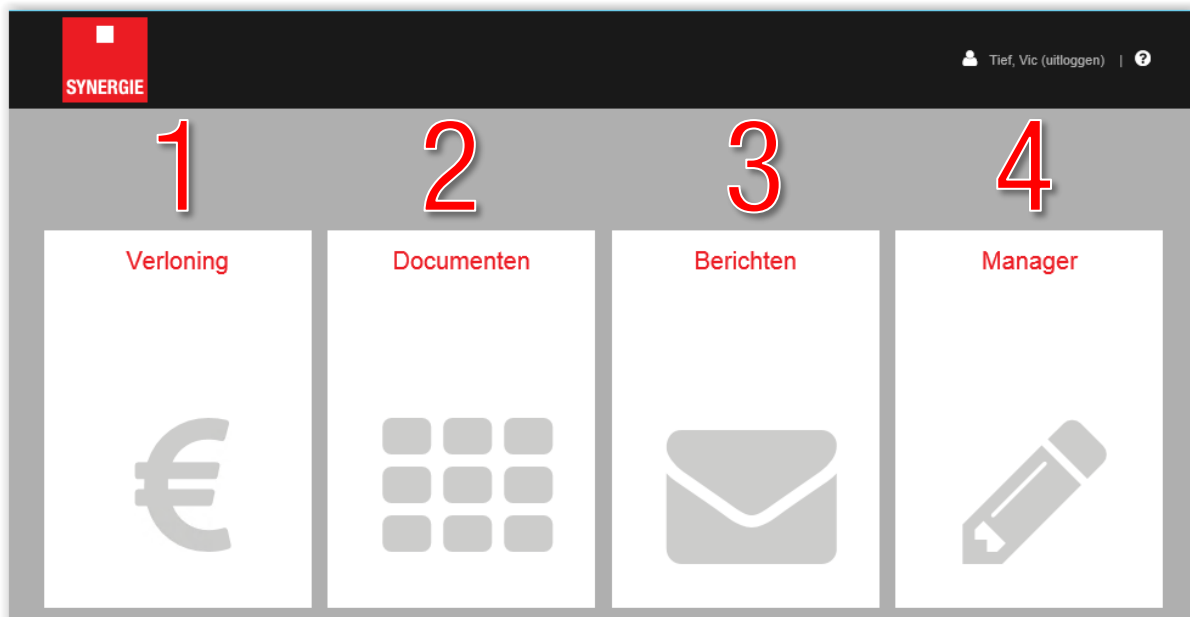 SYNERGIE
Tief, Vic (uitloggen) | ?
1 2 3 4
Verloning Documenten Berichten Manager
€